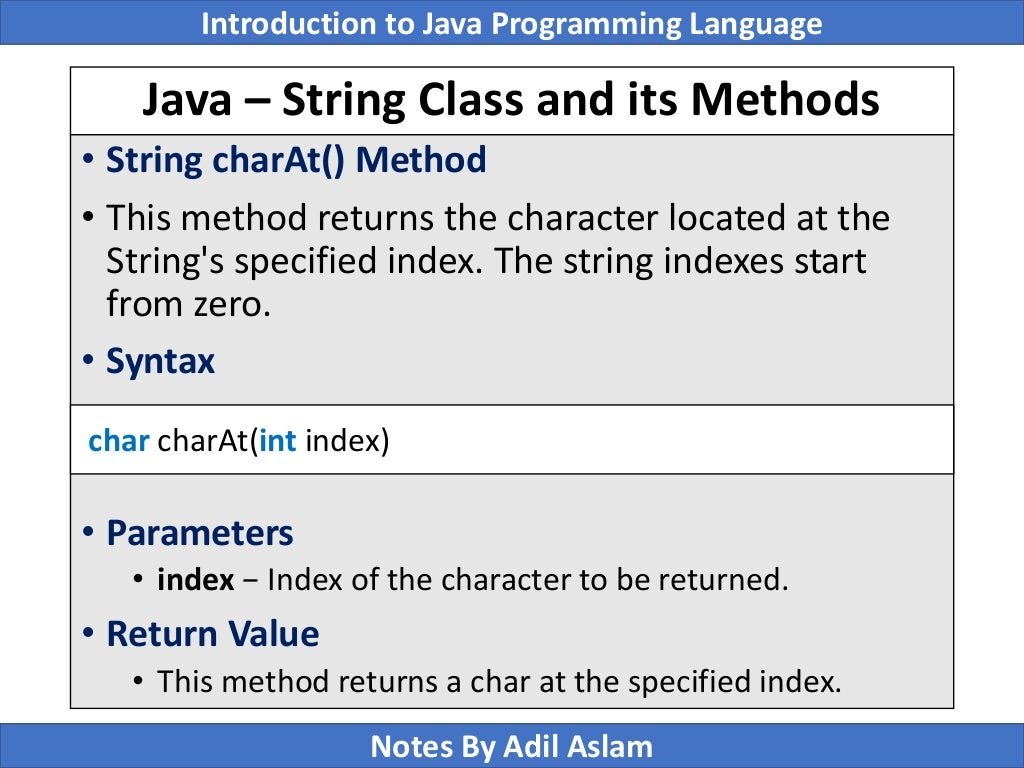 Introduction to Java Programming Language
Java – String Class and its Methods
• String charAt() Method
• This method returns the character located at the
String's specified index. The string indexes start
from zero.
• Syntax
char charAt(int index)
• Parameters
• index − Index of the character to be returned.
• Return Value
• This method returns a char at the specified index.
Notes By Adil Aslam